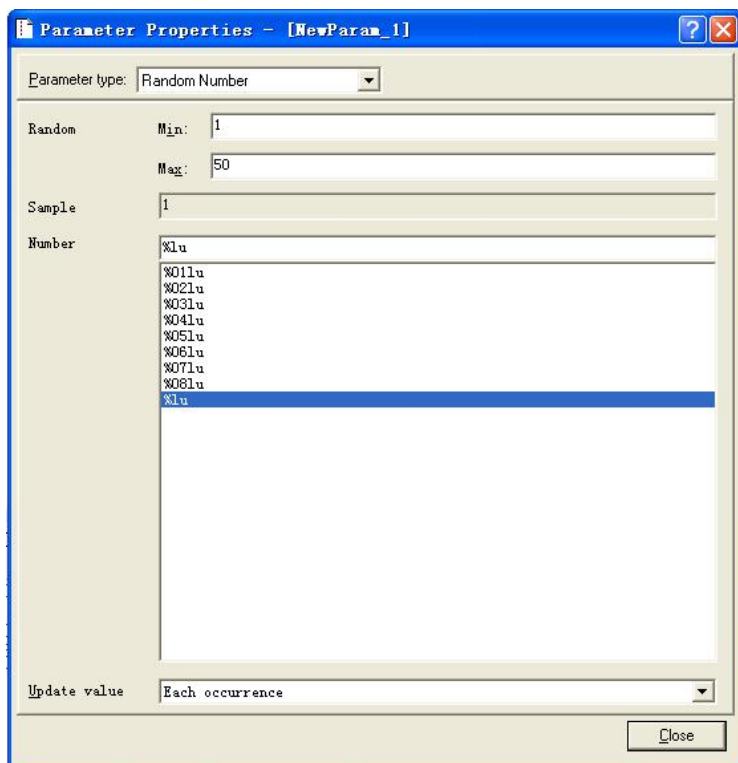 Parameter Properties - [NewParam_1]
Parameter type: Random Number
Random Min: 1
Max: 50
Sample 1
Number %lu
%01lu
%02lu
%03lu
%04lu
%05lu
%06lu
%07lu
%08lu
%lu
Update value Each occurrence
Close